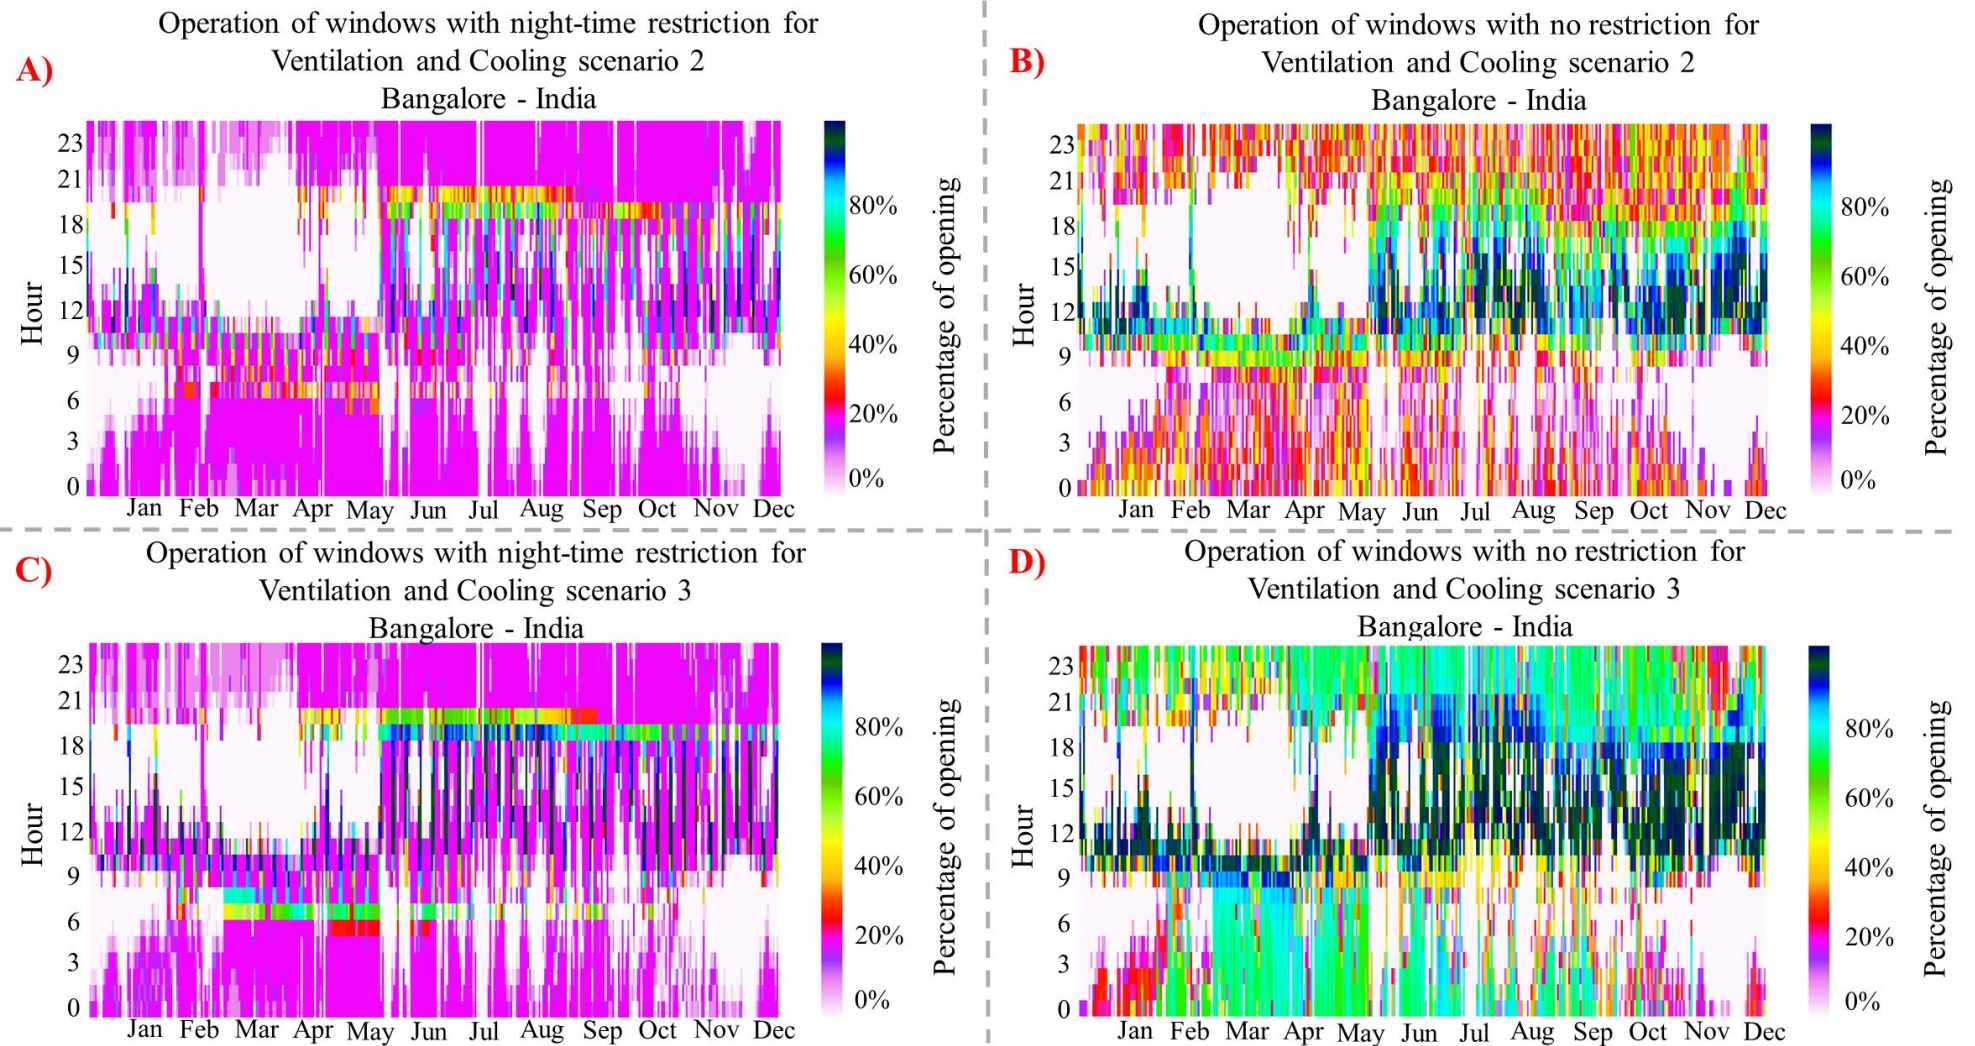 A)
Operation of windows with night-time restriction for
Ventilation and Cooling scenario 2
Bangalore - India
Hour
23
21
18
15
12
9
6
3
0
Jan Feb Mar Apr May Jun Jul Aug Sep Oct Nov Dec
80%
60%
40%
20%
0%
Percentage of opening
B)
Operation of windows with no restriction for
Ventilation and Cooling scenario 2
Bangalore - India
Hour
23
21
18
15
12
9
6
3
0
Jan Feb Mar Apr May Jun Jul Aug Sep Oct Nov Dec
80%
60%
40%
20%
0%
Percentage of opening
C)
Operation of windows with night-time restriction for
Ventilation and Cooling scenario 3
Bangalore - India
Hour
23
21
18
15
12
9
6
3
0
Jan Feb Mar Apr May Jun Jul Aug Sep Oct Nov Dec
80%
60%
40%
20%
0%
Percentage of opening
D)
Operation of windows with no restriction for
Ventilation and Cooling scenario 3
Bangalore - India
Hour
23
21
18
15
12
9
6
3
0
Jan Feb Mar Apr May Jun Jul Aug Sep Oct Nov Dec
80%
60%
40%
20%
0%
Percentage of opening